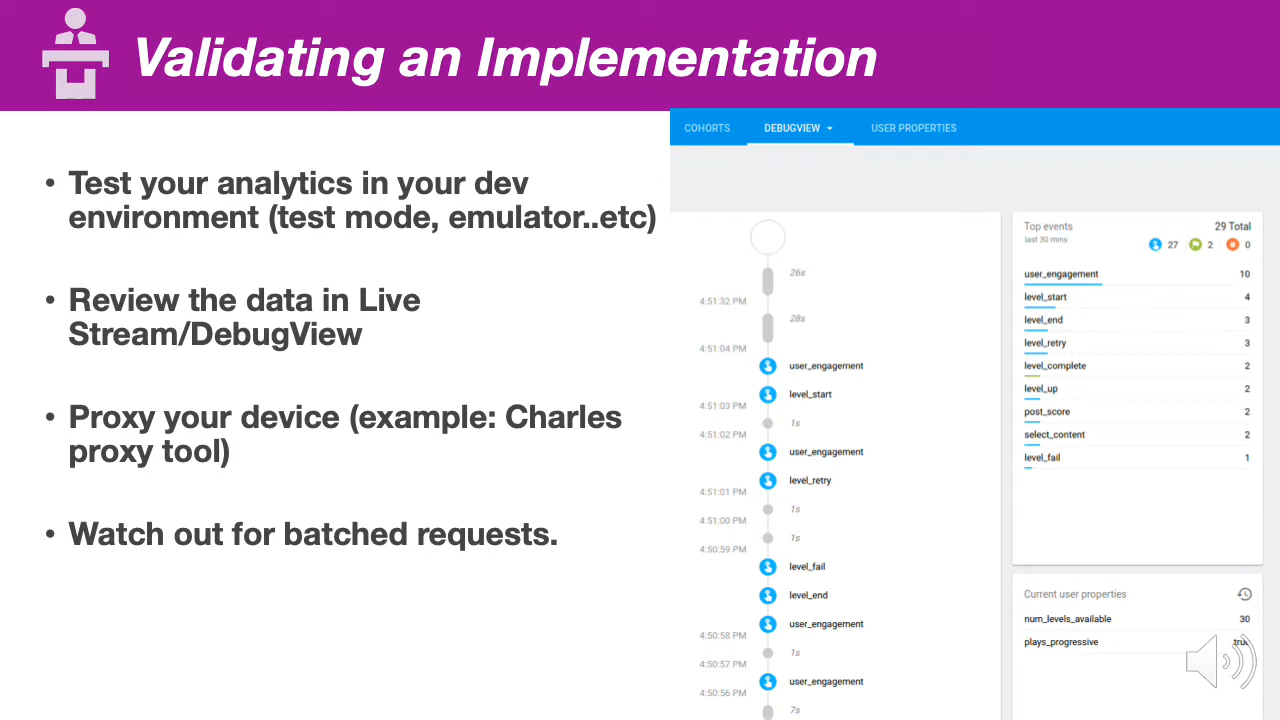 Validating an Implementation
• Test your analytics in your dev
environment (test mode, emulator..etc)
• Review the data in Live
Stream/DebugView
• Proxy your device (example: Charles
proxy tool)
• Watch out for batched requests.
COHORTS DEBUGVIEW USER PROPERTIES
26s
4:51:32 PM
28s
4:51:04 PM
user_engagement
level_start
4:51:03 PM
1s
4:51:02 PM
user_engagement
level_retry
4:51:01 PM
1s
4:51:00 PM
1s
4:50:59 PM
level_fail
level_end
user_engagement
4:50:58 PM
1s
4:50:57 PM
user_engagement
4:50:56 PM
7s
Top events 29 Total
last 30 mins 27 2 0
user_engagement 10
level_start 4
level_end 3
level_retry 3
level_complete 2
level_up 2
post_score 2
select_content 2
level_fail 1
Current user properties
num_levels_available 30
plays_progressive true